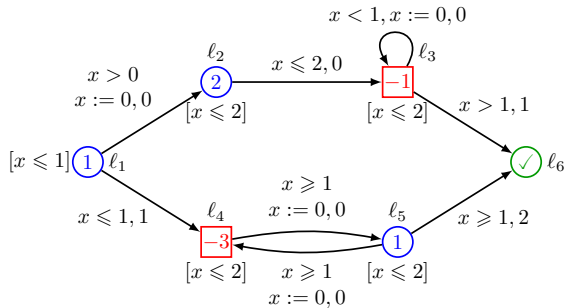 x < 1, x := 0, 0
ℓ₂
ℓ₃
x > 0
x := 0, 0
2
x ⩽ 2, 0
−1
[x ⩽ 2]
[x ⩽ 2]
x > 1, 1
[x ⩽ 1]
1
ℓ₁
✓
ℓ₆
x ⩽ 1, 1
ℓ₄
x ⩾ 1
x := 0, 0
ℓ₅
x ⩾ 1, 2
−3
1
[x ⩽ 2]
x ⩾ 1
x := 0, 0
[x ⩽ 2]